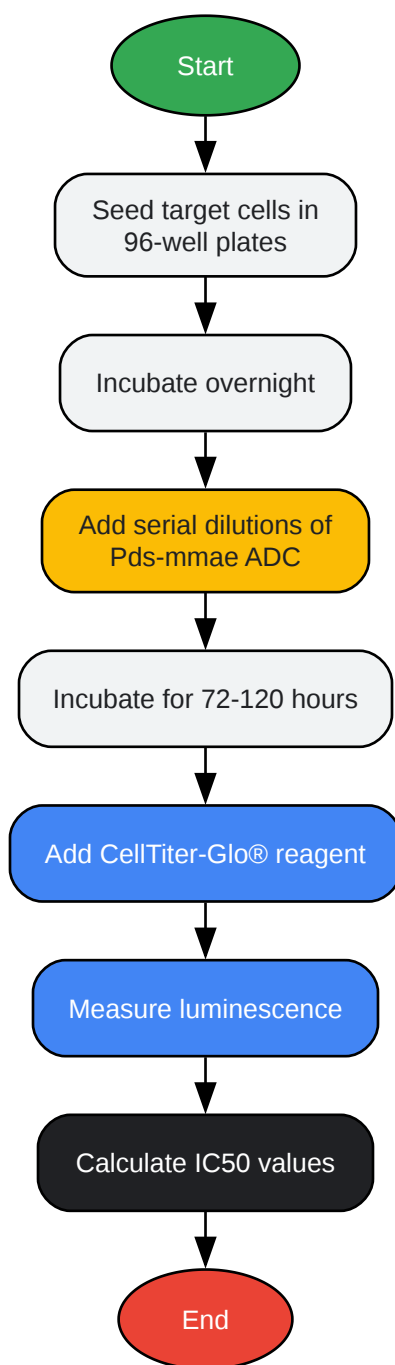 Start
Seed target cells in
96-well plates
Incubate overnight
Add serial dilutions of
Pds-mmae ADC
Incubate for 72-120 hours
Add CellTiter-Glo® reagent
Measure luminescence
Calculate IC50 values
End